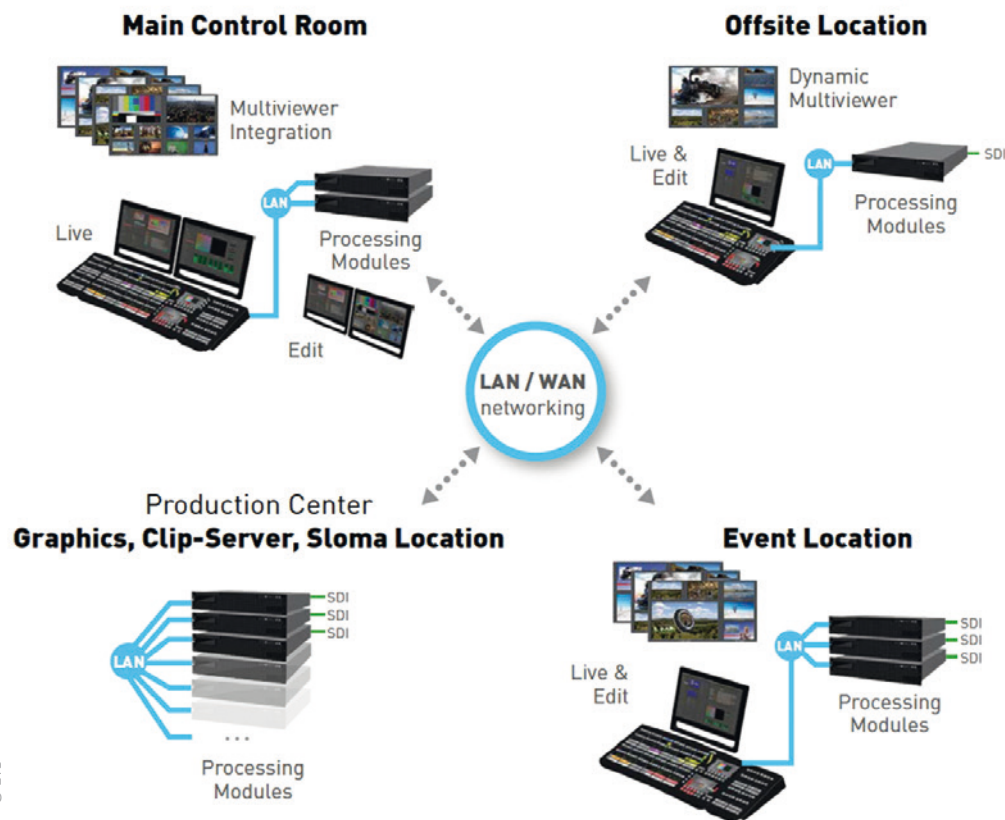 Main Control Room
Multiviewer
Integration
LAN
Live
Processing
Modules
Edit
Offsite Location
Dynamic
Multiviewer
Live &
Edit
LAN
SDI
Processing
Modules
LAN / WAN
networking
Production Center
Graphics, Clip-Server, Sloma Location
SDI
SDI
SDI
LAN
...
Processing
Modules
Event Location
SDI
SDI
SDI
LAN
Live &
Edit
Processing
Modules